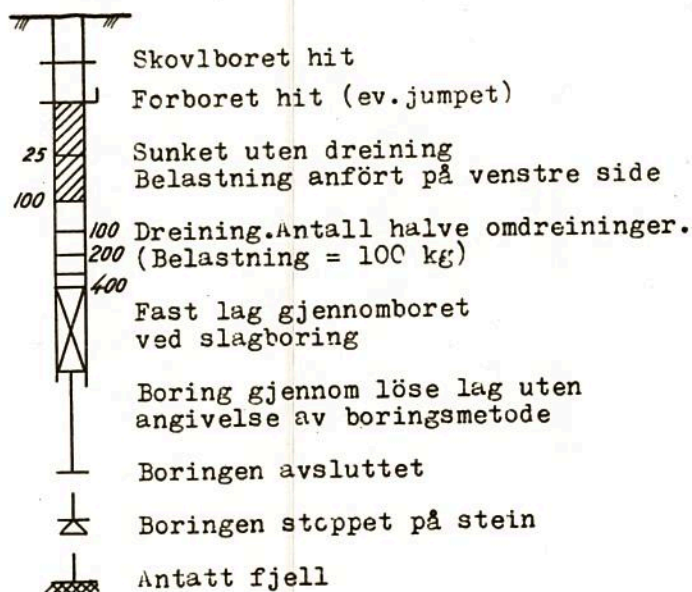 Skovlboret hit
Forboret hit (ev.jumpet)
25 Sunket uten dreining
Belastning anfört på venstre side
100
100 Dreining.Antall halve omdreininger.
200 (Belastning = 100 kg)
400
Fast lag gjennomboret
ved slagboring
Boring gjennom löse lag uten
angivelse av boringsmetode
Boringen avsluttet
Boringen stoppet på stein
Antatt fjell